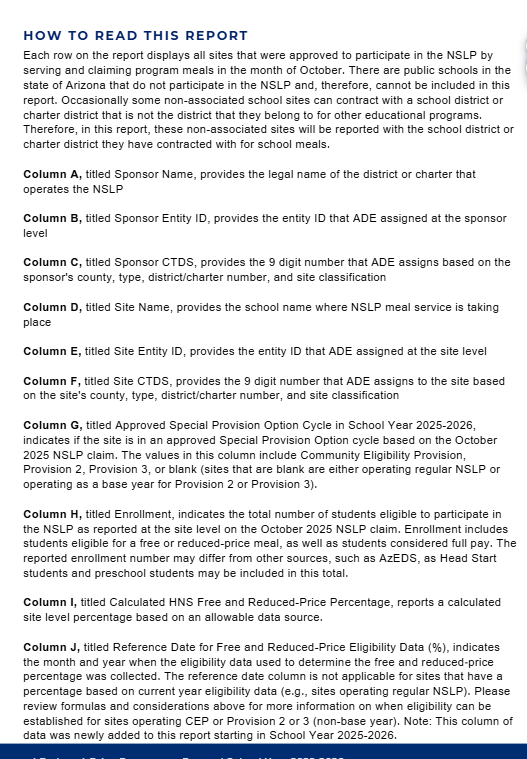 HOW TO READ THIS REPORT
Each row on the report displays all sites that were approved to participate in the NSLP by
serving and claiming program meals in the month of October. There are public schools in the
state of Arizona that do not participate in the NSLP and, therefore, cannot be included in this
report. Occasionally some non-associated school sites can contract with a school district or
charter district that is not the district that they belong to for other educational programs.
Therefore, in this report, these non-associated sites will be reported with the school district or
charter district they have contracted with for school meals.
Column A, titled Sponsor Name, provides the legal name of the district or charter that
operates the NSLP
Column B, titled Sponsor Entity ID, provides the entity ID that ADE assigned at the sponsor
level
Column C, titled Sponsor CTDS, provides the 9 digit number that ADE assigns based on the
sponsor's county, type, district/charter number, and site classification
Column D, titled Site Name, provides the school name where NSLP meal service is taking
place
Column E, titled Site Entity ID, provides the entity ID that ADE assigned at the site level
Column F, titled Site CTDS, provides the 9 digit number that ADE assigns to the site based
on the site's county, type, district/charter number, and site classification
Column G, titled Approved Special Provision Option Cycle in School Year 2025-2026,
indicates if the site is in an approved Special Provision Option cycle based on the October
2025 NSLP claim. The values in this column include Community Eligibility Provision,
Provision 2, Provision 3, or blank (sites that are blank are either operating regular NSLP or
operating as a base year for Provision 2 or Provision 3).
Column H, titled Enrollment, indicates the total number of students eligible to participate in
the NSLP as reported at the site level on the October 2025 NSLP claim. Enrollment includes
students eligible for a free or reduced-price meal, as well as students considered full pay. The
reported enrollment number may differ from other sources, such as AzEDS, as Head Start
students and preschool students may be included in this total.
Column I, titled Calculated HNS Free and Reduced-Price Percentage, reports a calculated
site level percentage based on an allowable data source.
Column J, titled Reference Date for Free and Reduced-Price Eligibility Data (%), indicates
the month and year when the eligibility data used to determine the free and reduced-price
percentage was collected. The reference date column is not applicable for sites that have a
percentage based on current year eligibility data (e.g., sites operating regular NSLP). Please
review formulas and considerations above for more information on when eligibility can be
established for sites operating CEP or Provision 2 or 3 (non-base year). Note: This column of
data was newly added to this report starting in School Year 2025-2026.